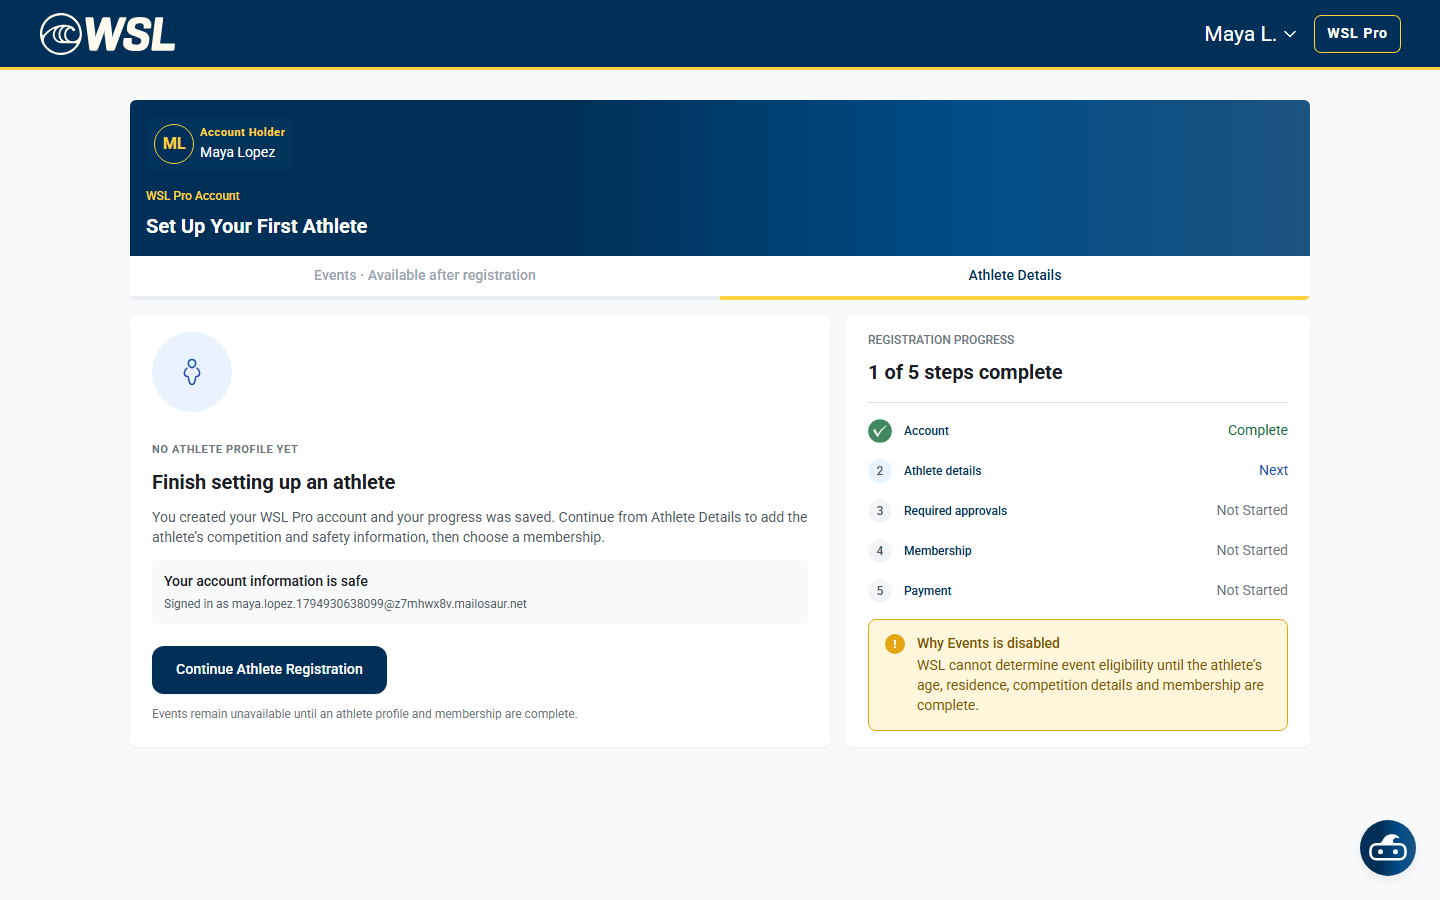 WSL
Maya L.
WSL Pro
ML
Account Holder
Maya Lopez
WSL Pro Account
Set Up Your First Athlete
Events · Available after registration
Athlete Details
NO ATHLETE PROFILE YET
Finish setting up an athlete
You created your WSL Pro account and your progress was saved. Continue from Athlete Details to add the
athlete’s competition and safety information, then choose a membership.
Your account information is safe
Signed in as maya.lopez.1794930638099@z7mhwx8v.mailosaur.net
Continue Athlete Registration
Events remain unavailable until an athlete profile and membership are complete.
REGISTRATION PROGRESS
1 of 5 steps complete
Account Complete
2 Athlete details Next
3 Required approvals Not Started
4 Membership Not Started
5 Payment Not Started
! Why Events is disabled
WSL cannot determine event eligibility until the athlete’s
age, residence, competition details and membership are
complete.